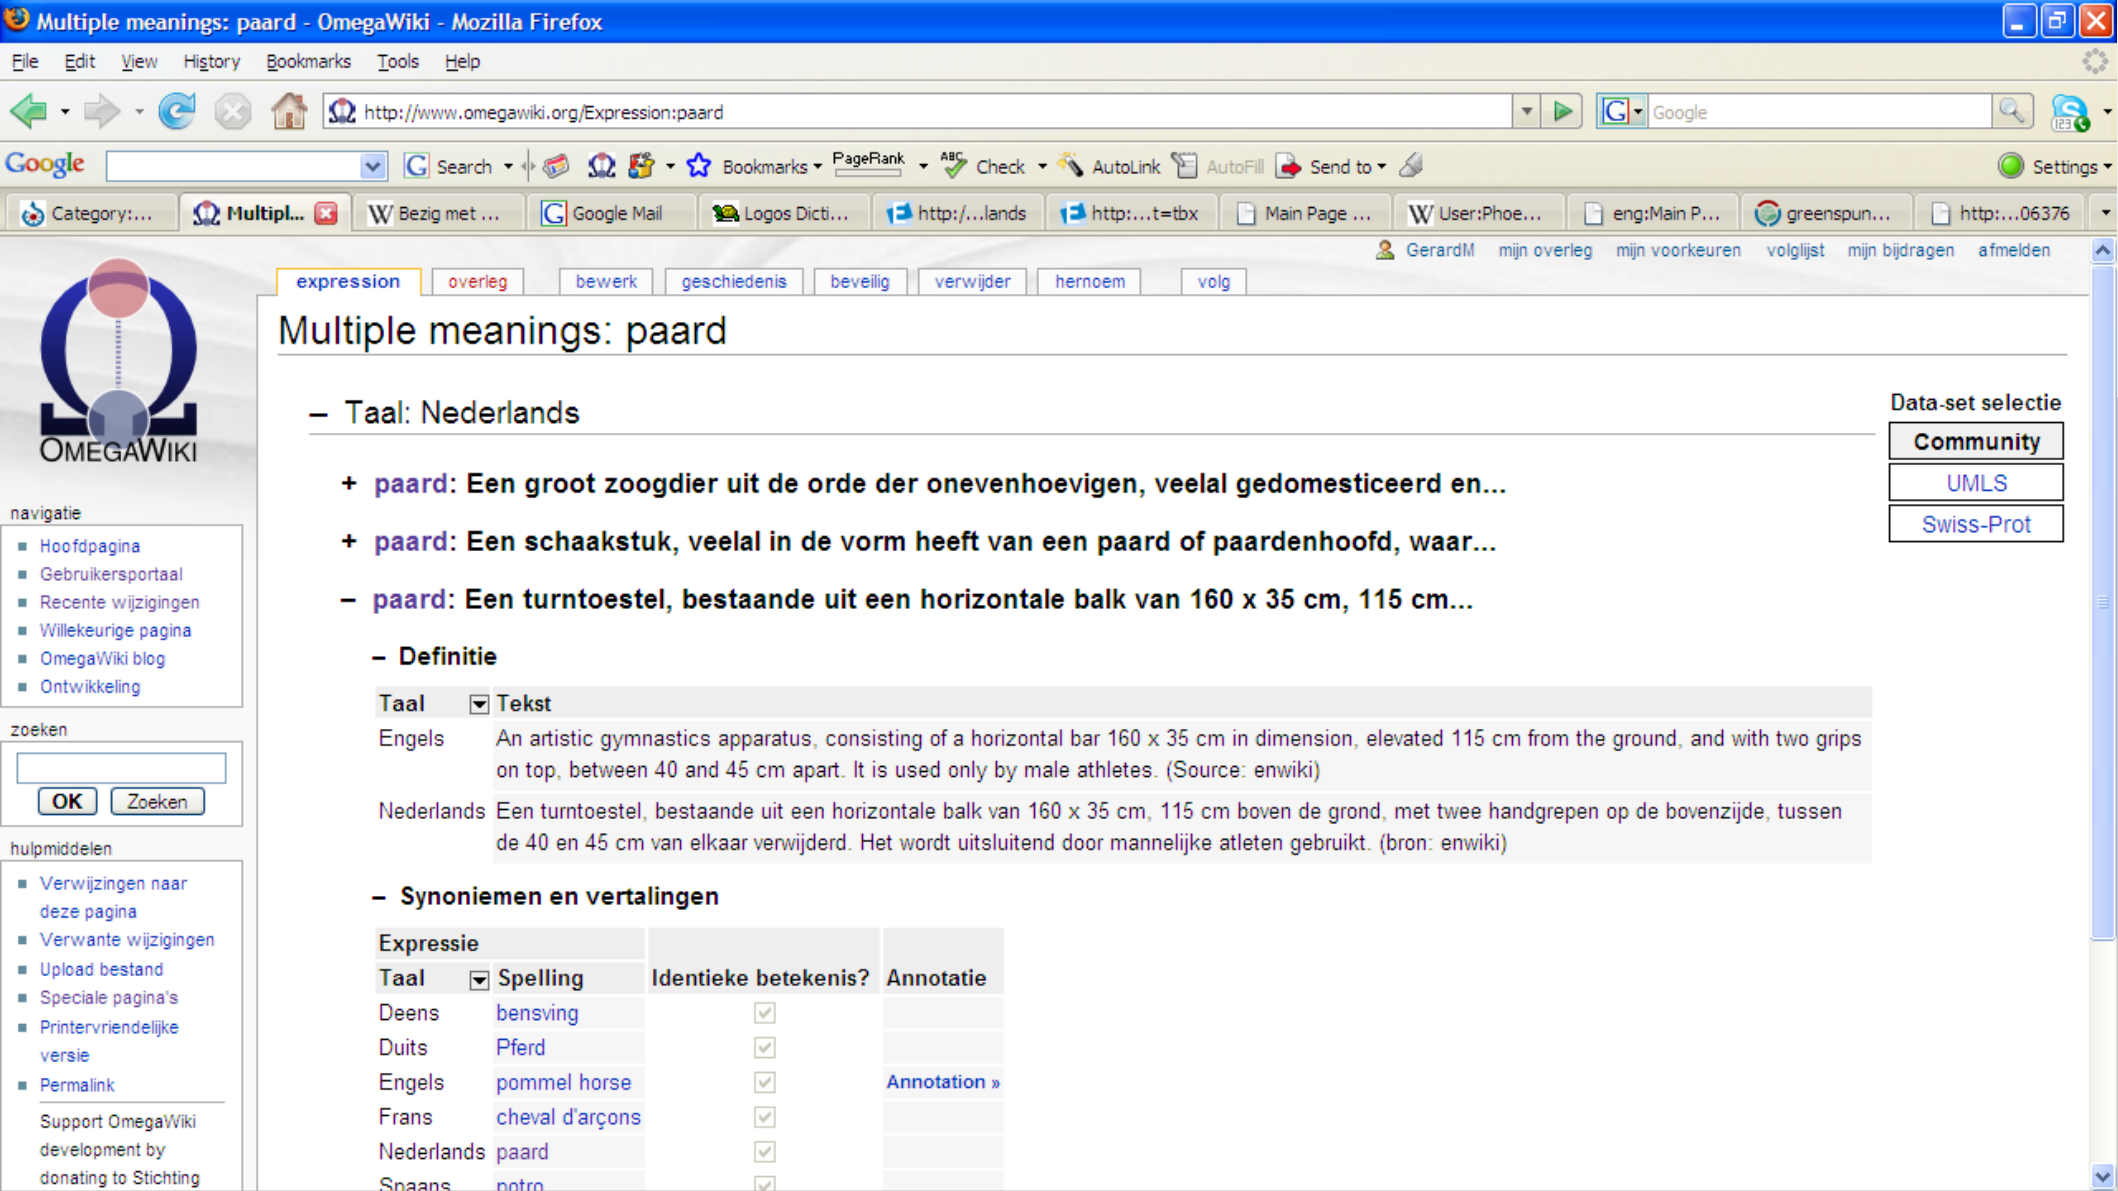 Multiple meanings: paard - OmegaWiki - Mozilla Firefox
File Edit View History Bookmarks Tools Help
http://www.omegawiki.org/Expression:paard
Google
Google Search Bookmarks PageRank ABC Check AutoLink AutoFill Send to Settings
Category:... Multipl... Bezig met ... Google Mail Logos Dicti... http:/...lands http:...t=tbx Main Page ... User:Phoe... eng:Main P... greenspun... http:...06376
GerardM mijn overleg mijn voorkeuren volglijst mijn bijdragen afmelden
expression overleg bewerk geschiedenis beveilig verwijder hernoem volg
OMEGAWIKI
navigatie
Hoofdpagina
Gebruikersportaal
Recente wijzigingen
Willekeurige pagina
OmegaWiki blog
Ontwikkeling
zoeken
OK Zoeken
hulpmiddelen
Verwijzingen naar
deze pagina
Verwante wijzigingen
Upload bestand
Speciale pagina's
Printervriendelijke
versie
Permalink
Support OmegaWiki
development by
donating to Stichting
Multiple meanings: paard
– Taal: Nederlands
+ paard: Een groot zoogdier uit de orde der onevenhoevigen, veelal gedomesticeerd en...
+ paard: Een schaakstuk, veelal in de vorm heeft van een paard of paardenhoofd, waar...
– paard: Een turntoestel, bestaande uit een horizontale balk van 160 x 35 cm, 115 cm...
– Definitie
Taal Tekst
Engels An artistic gymnastics apparatus, consisting of a horizontal bar 160 x 35 cm in dimension, elevated 115 cm from the ground, and with two grips
on top, between 40 and 45 cm apart. It is used only by male athletes. (Source: enwiki)
Nederlands Een turntoestel, bestaande uit een horizontale balk van 160 x 35 cm, 115 cm boven de grond, met twee handgrepen op de bovenzijde, tussen
de 40 en 45 cm van elkaar verwijderd. Het wordt uitsluitend door mannelijke atleten gebruikt. (bron: enwiki)
– Synoniemen en vertalingen
Expressie
Taal Spelling Identieke betekenis? Annotatie
Deens bensving
Duits Pferd
Engels pommel horse Annotation »
Frans cheval d'arçons
Nederlands paard
Spaans potro
Data-set selectie
Community
UMLS
Swiss-Prot